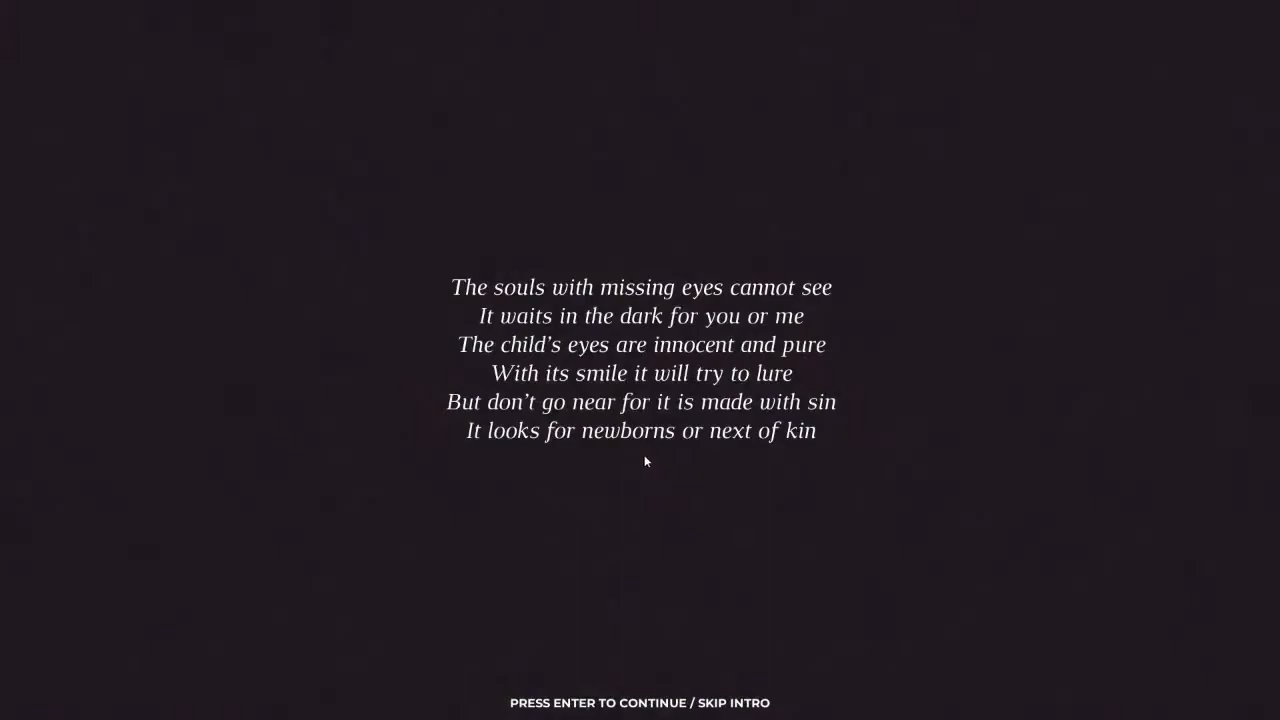 The souls with missing eyes cannot see
It waits in the dark for you or me
The child's eyes are innocent and pure
With its smile it will try to lure
But don't go near for it is made with sin
It looks for newborns or next of kin
PRESS ENTER TO CONTINUE / SKIP INTRO